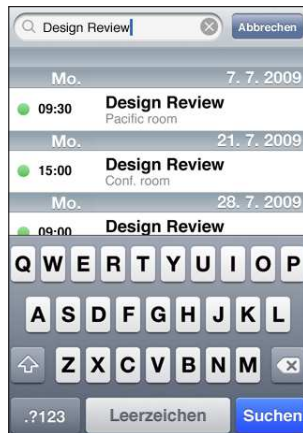 Design Review Abbrechen
Mo. 7. 7. 2009
09:30 Design Review
Pacific room
Mo. 21. 7. 2009
15:00 Design Review
Conf. room
Mo. 28. 7. 2009
09:00 Design Review
Q W E R T Y U I O P
A S D F G H J K L
Z X C V B N M
.?123 Leerzeichen Suchen